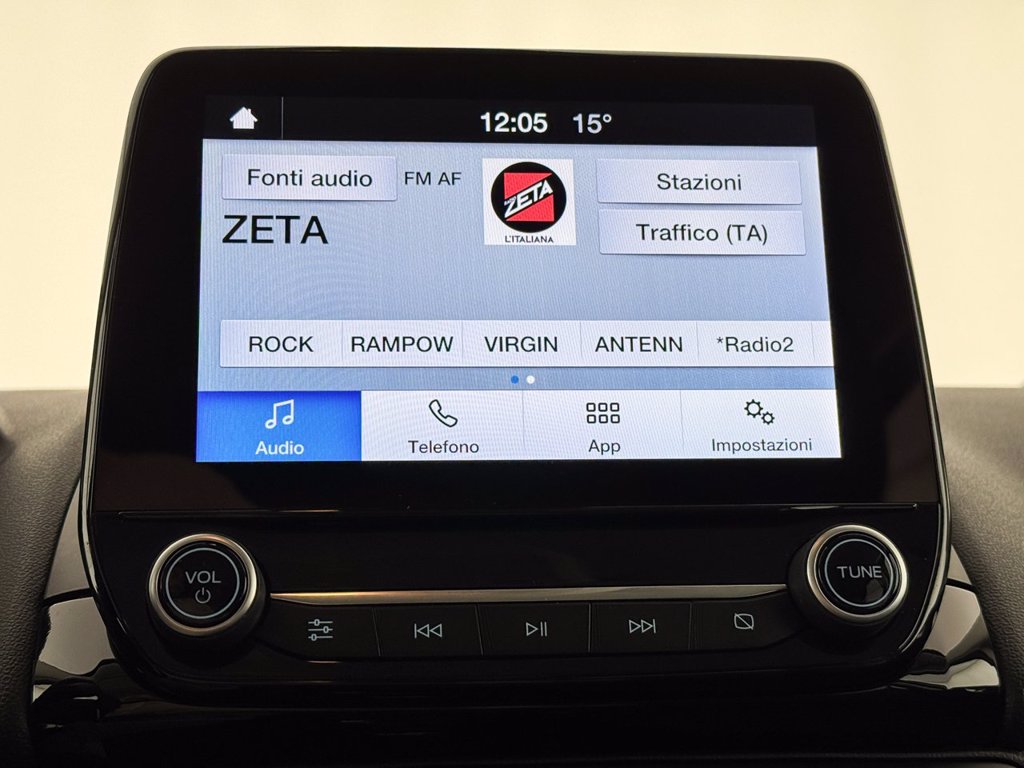 12:05 15°
Fonti audio FM AF
ZETA
ZETA
L'ITALIANA
Stazioni
Traffico (TA)
ROCK RAMPOW VIRGIN ANTENN *Radio2
Audio Telefono App Impostazioni
VOL
TUNE